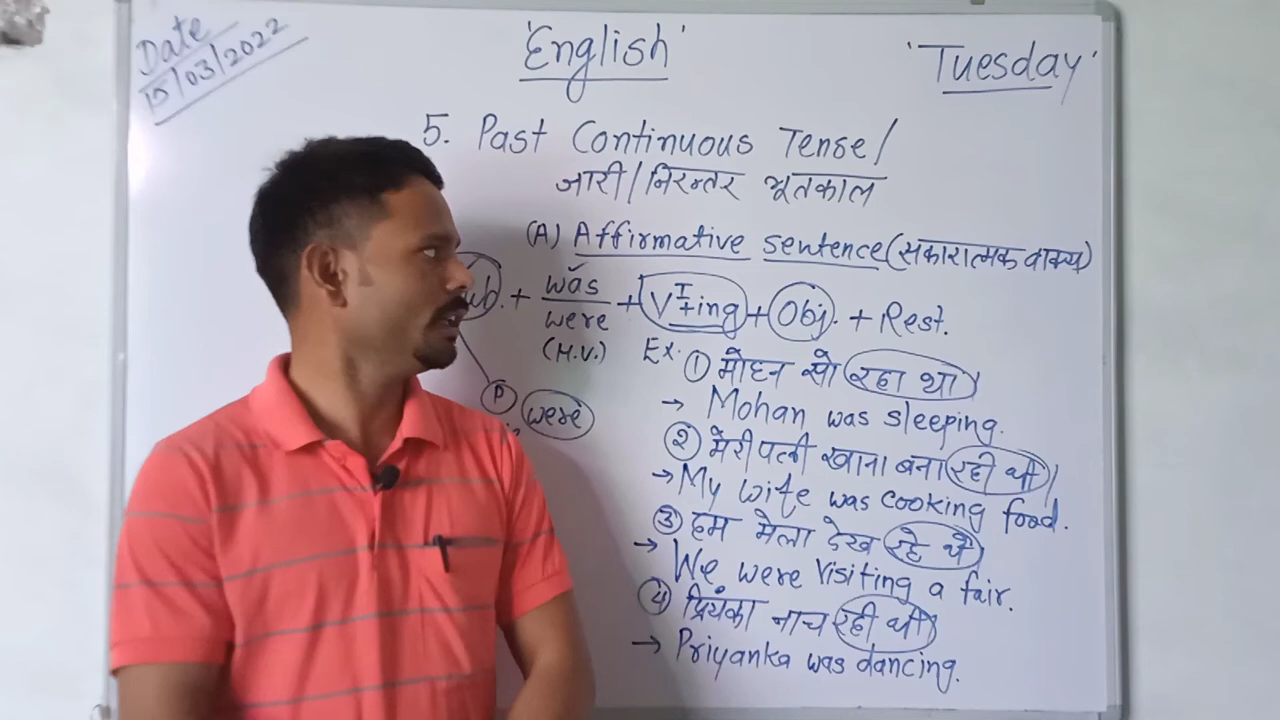 Date
15/03/2022
'English'
'Tuesday'
5. Past Continuous Tense/
जारी/निरन्तर भूतकाल
(A) Affirmative sentence (सकारात्मक वाक्य)
ub. + was/were + V I+ing + Obj. + Rest.
(H.V.)
P were
Ex. ① मोहन सो रहा था।
→ Mohan was sleeping.
② मेरी पत्नी खाना बना रही थी।
→ My wife was cooking food.
③ हम मेला देख रहे थे।
→ We were visiting a fair.
④ प्रियंका नाच रही थी।
→ Priyanka was dancing.